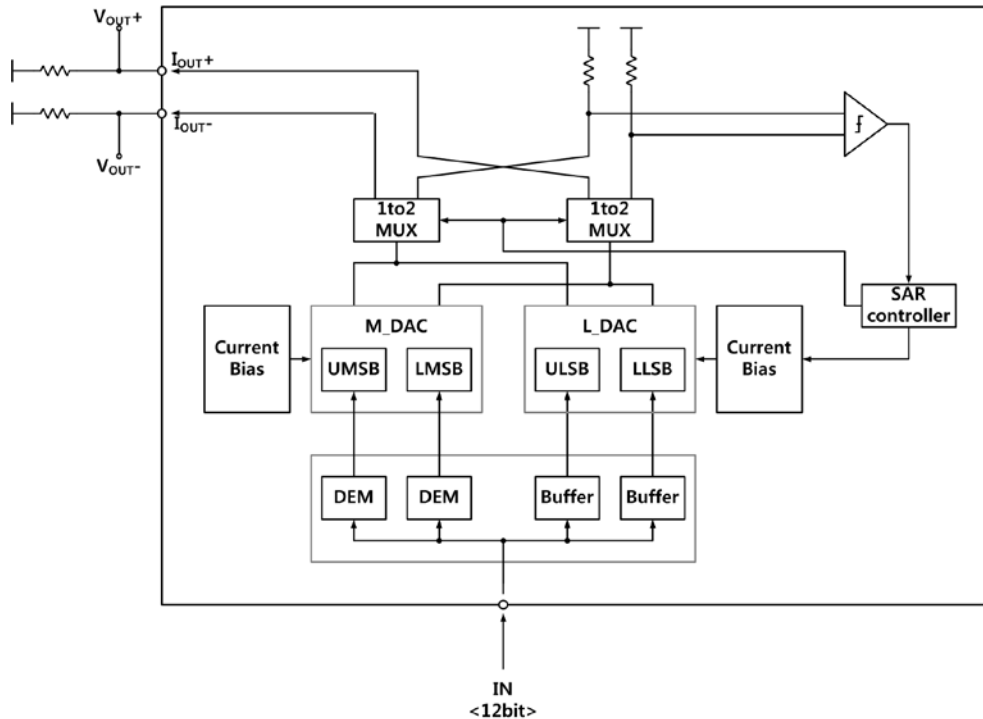 VOUT+
IOUT+
IOUT-
VOUT-
1to2
MUX
1to2
MUX
SAR
controller
M_DAC
L_DAC
Current
Bias
UMSB
LMSB
ULSB
LLSB
Current
Bias
DEM
DEM
Buffer
Buffer
IN
<12bit>